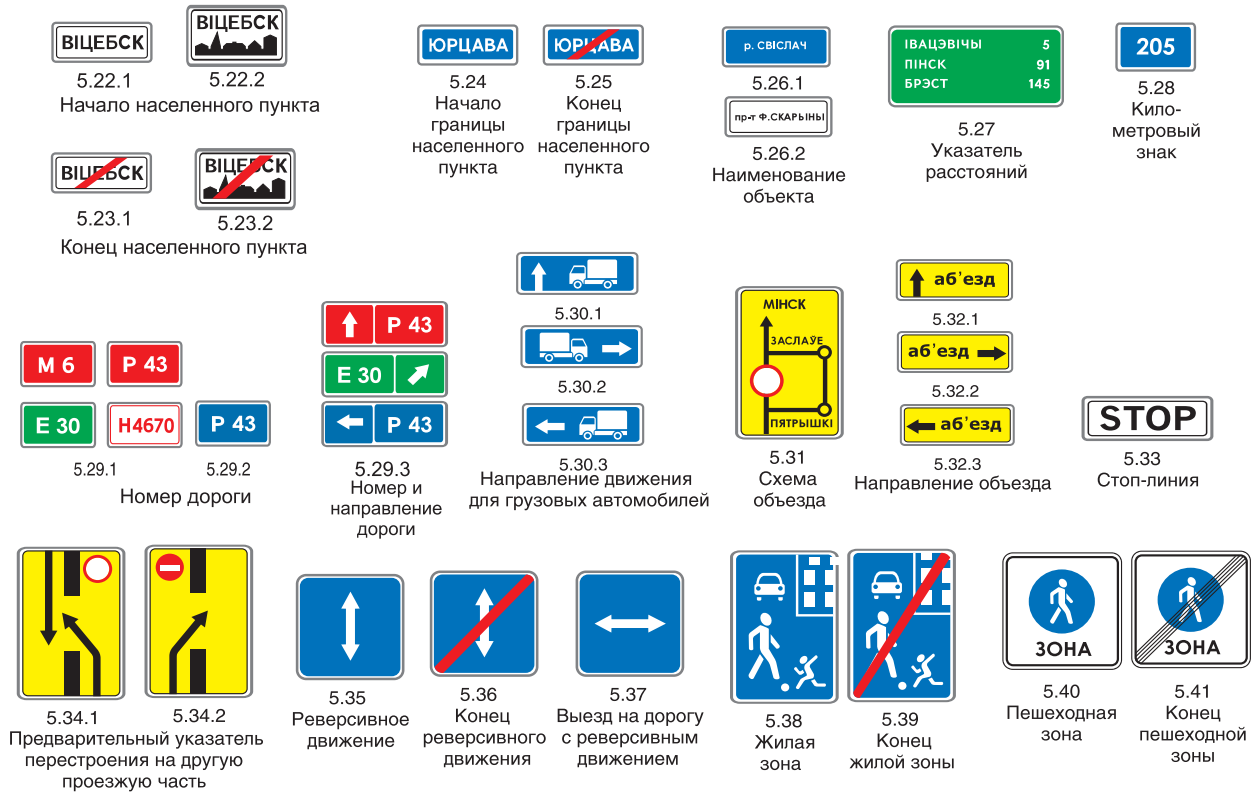 ВІЦЕБСК
5.22.1
ВІЦЕБСК
5.22.2
Начало населенного пункта
ВІЦЕБСК
5.23.1
ВІЦЕБСК
5.23.2
Конец населенного пункта
ЮРЦАВА
5.24
Начало
границы
населенного
пункта
ЮРЦАВА
5.25
Конец
границы
населенного
пункта
р. СВІСЛАЧ
5.26.1
пр-т Ф.СКАРЫНЫ
5.26.2
Наименование
объекта
ІВАЦЭВІЧЫ 5
ПІНСК 91
БРЭСТ 145
5.27
Указатель
расстояний
205
5.28
Кило-
метровый
знак
М 6
Р 43
Е 30
Н4670
Р 43
5.29.1
5.29.2
Номер дороги
Р 43
Е 30
Р 43
5.29.3
Номер и
направление
дороги
5.30.1
5.30.2
5.30.3
Направление движения
для грузовых автомобилей
МІНСК
ЗАСЛАЎЕ
ПЯТРЫШКІ
5.31
Схема
объезда
аб'езд
5.32.1
аб'езд
5.32.2
аб'езд
5.32.3
Направление объезда
STOP
5.33
Стоп-линия
5.34.1
5.34.2
Предварительный указатель
перестроения на другую
проезжую часть
5.35
Реверсивное
движение
5.36
Конец
реверсивного
движения
5.37
Выезд на дорогу
с реверсивным
движением
5.38
Жилая
зона
5.39
Конец
жилой зоны
ЗОНА
5.40
Пешеходная
зона
ЗОНА
5.41
Конец
пешеходной
зоны